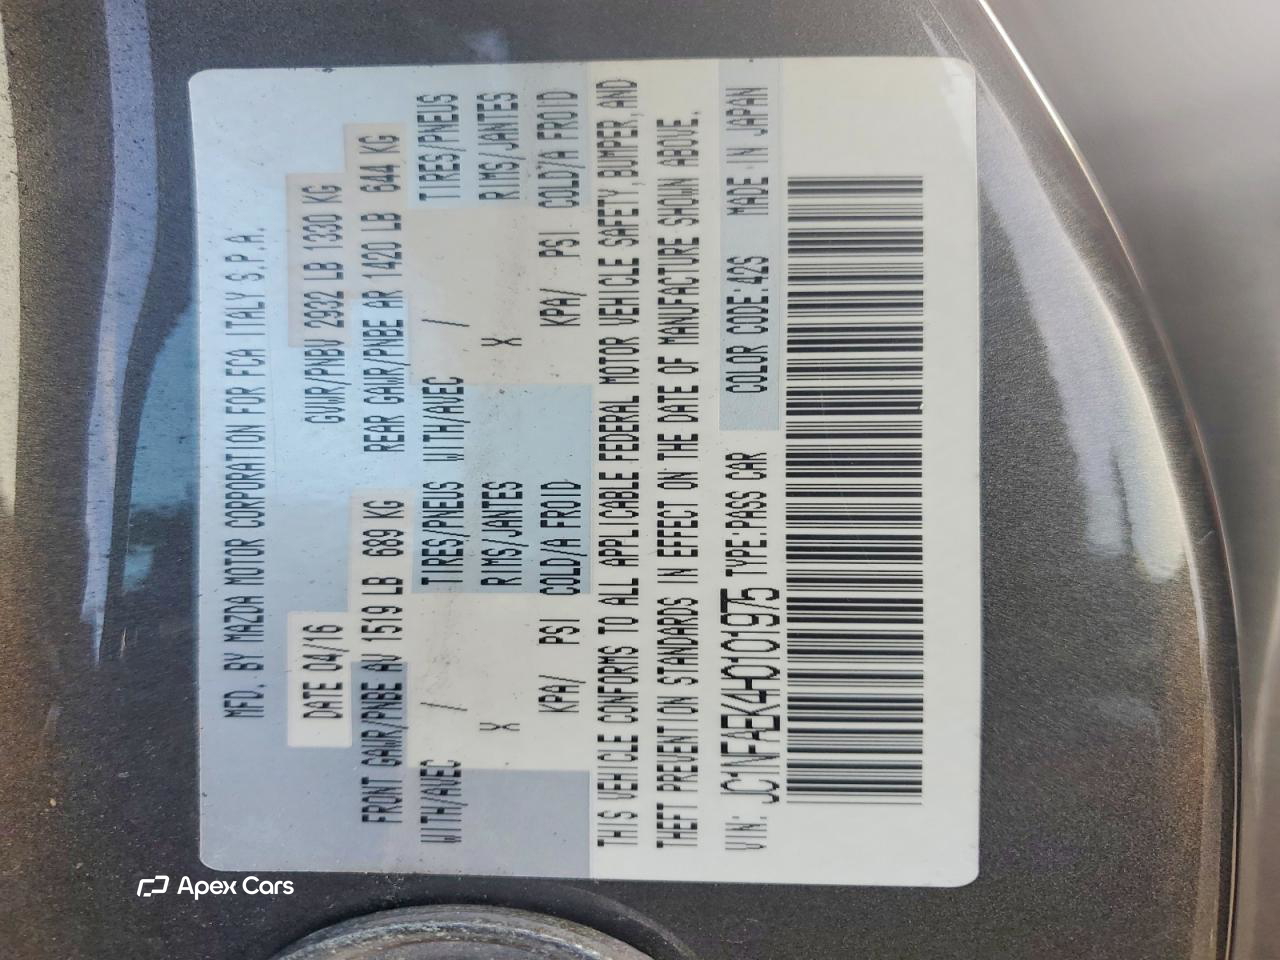 MFD. BY MAZDA MOTOR CORPORATION FOR FCA ITALY S.P.A.
DATE 04/16 GVWR/PNBV 2932 LB 1330 KG
FRONT GAWR/PNBE AV 1519 LB 689 KG REAR GAWR/PNBE AR 1420 LB 644 KG
WITH/AVEC / TIRES/PNEUS WITH/AVEC / TIRES/PNEUS
X RIMS/JANTES X RIMS/JANTES
KPA/ PSI COLD/A FROID KPA/ PSI COLD/A FROID
THIS VEHICLE CONFORMS TO ALL APPLICABLE FEDERAL MOTOR VEHICLE SAFETY, BUMPER, AND
THEFT PREVENTION STANDARDS IN EFFECT ON THE DATE OF MANUFACTURE SHOWN ABOVE.
VIN: JC1NFAEK4H0101975 TYPE:PASS CAR COLOR CODE:42S MADE IN JAPAN
Apex Cars